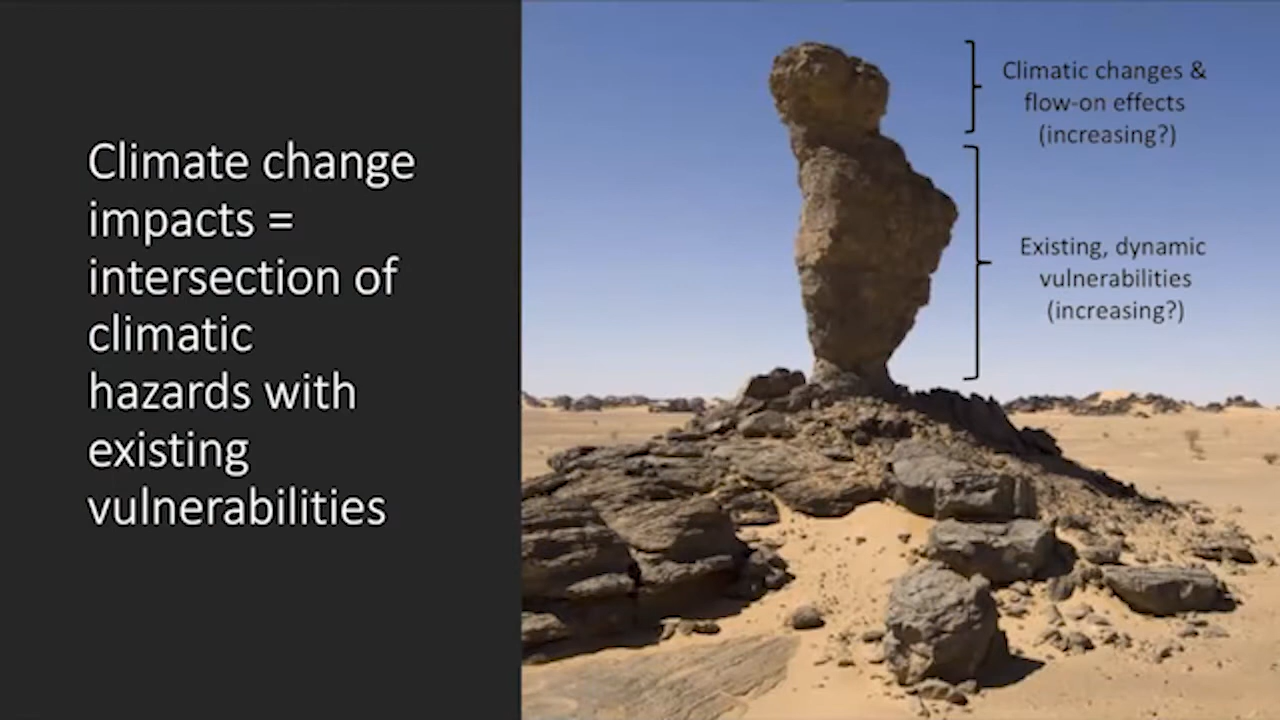 Climate change
impacts =
intersection of
climatic
hazards with
existing
vulnerabilities
Climatic changes &
flow-on effects
(increasing?)
Existing, dynamic
vulnerabilities
(increasing?)